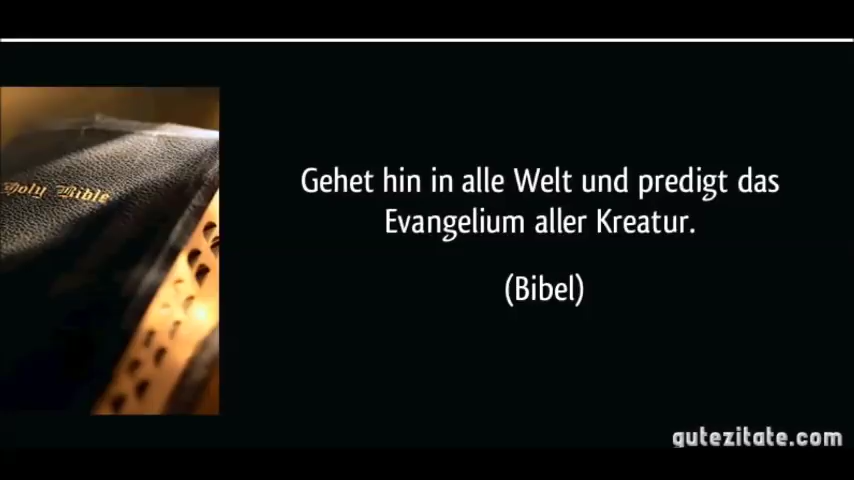 Holy Bible
Gehet hin in alle Welt und predigt das
Evangelium aller Kreatur.
(Bibel)
gutezitate.com